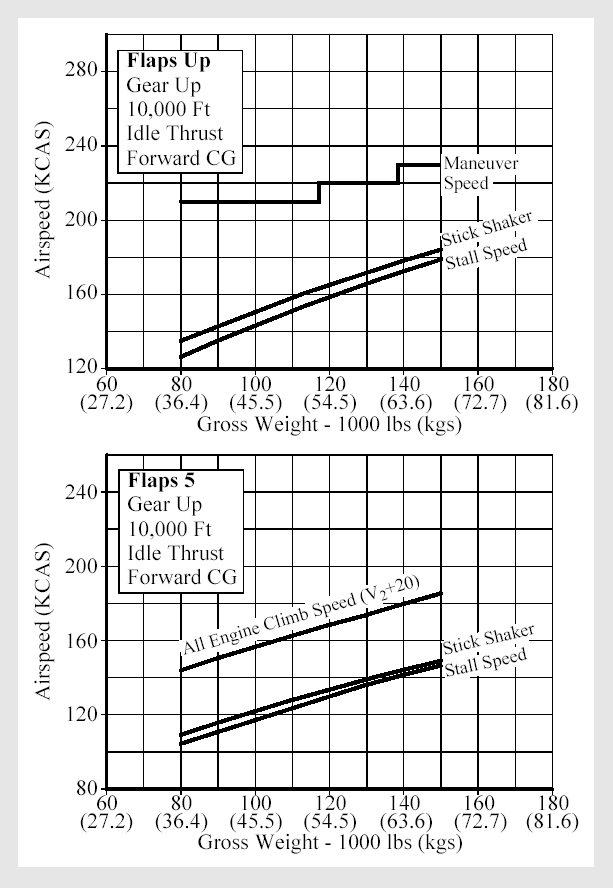 Flaps Up
Gear Up
10,000 Ft
Idle Thrust
Forward CG
Airspeed (KCAS)
280
240
200
160
120
Maneuver
Speed
Stick Shaker
Stall Speed
60 80 100 120 140 160 180
(27.2) (36.4) (45.5) (54.5) (63.6) (72.7) (81.6)
Gross Weight - 1000 lbs (kgs)
Flaps 5
Gear Up
10,000 Ft
Idle Thrust
Forward CG
Airspeed (KCAS)
240
200
160
120
80
All Engine Climb Speed (V2+20)
Stick Shaker
Stall Speed
60 80 100 120 140 160 180
(27.2) (36.4) (45.5) (54.5) (63.6) (72.7) (81.6)
Gross Weight - 1000 lbs (kgs)